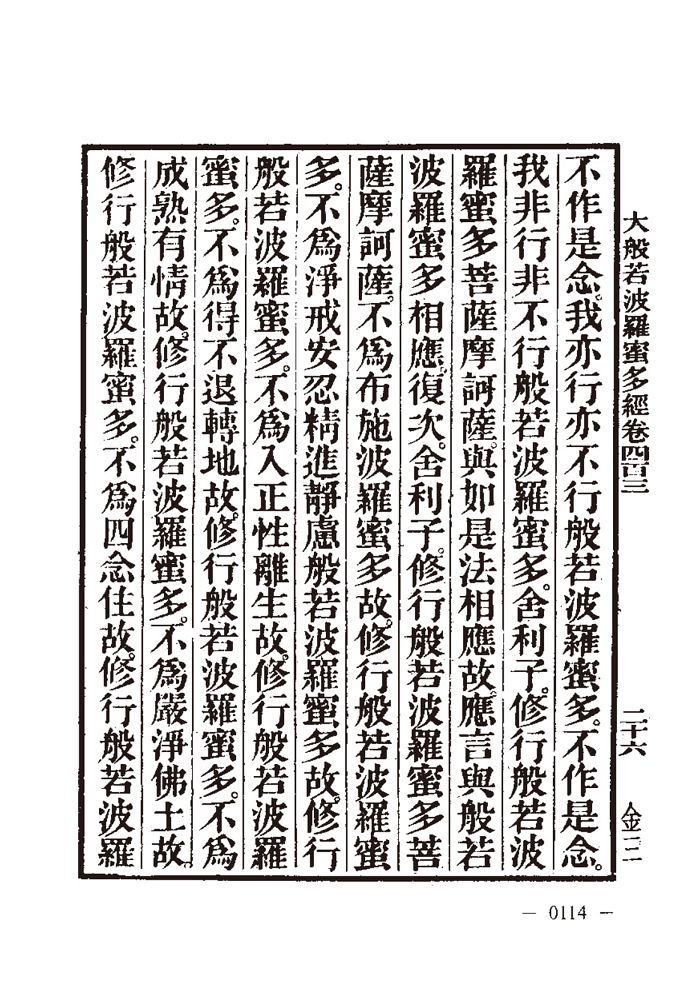 大般若波羅蜜多經卷四百三
二十六
金二
不作是念。我亦行亦不行般若波羅蜜多。不作是念。
我非行非不行般若波羅蜜多。舍利子。修行般若波
羅蜜多菩薩摩訶薩。與如是法相應故。應言與般若
波羅蜜多相應。復次。舍利子。修行般若波羅蜜多菩
薩摩訶薩。不爲布施波羅蜜多故。修行般若波羅蜜
多。不爲淨戒安忍精進靜慮般若波羅蜜多故。修行
般若波羅蜜多。不爲入正性離生故。修行般若波羅
蜜多。不爲得不退轉地故。修行般若波羅蜜多。不爲
成熟有情故。修行般若波羅蜜多。不爲嚴淨佛土故。
修行般若波羅蜜多。不爲四念住故。修行般若波羅
— 0114 —